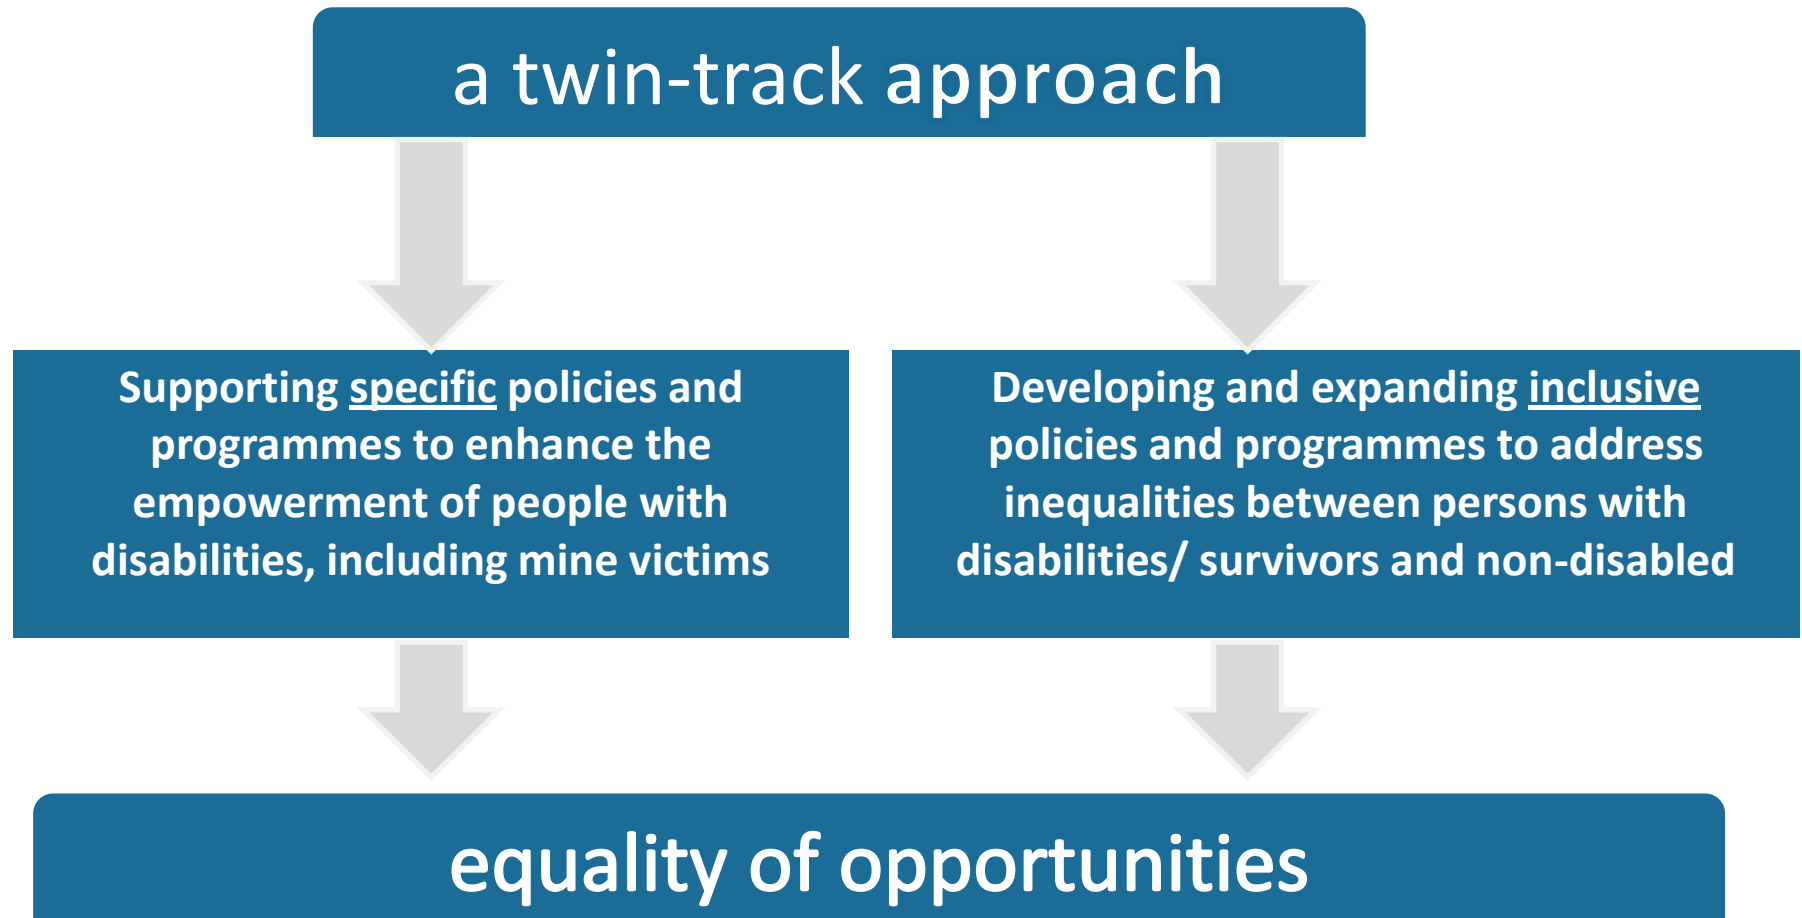 a twin-track approach
Supporting specific policies and
programmes to enhance the
empowerment of people with
disabilities, including mine victims
Developing and expanding inclusive
policies and programmes to address
inequalities between persons with
disabilities/ survivors and non-disabled
equality of opportunities